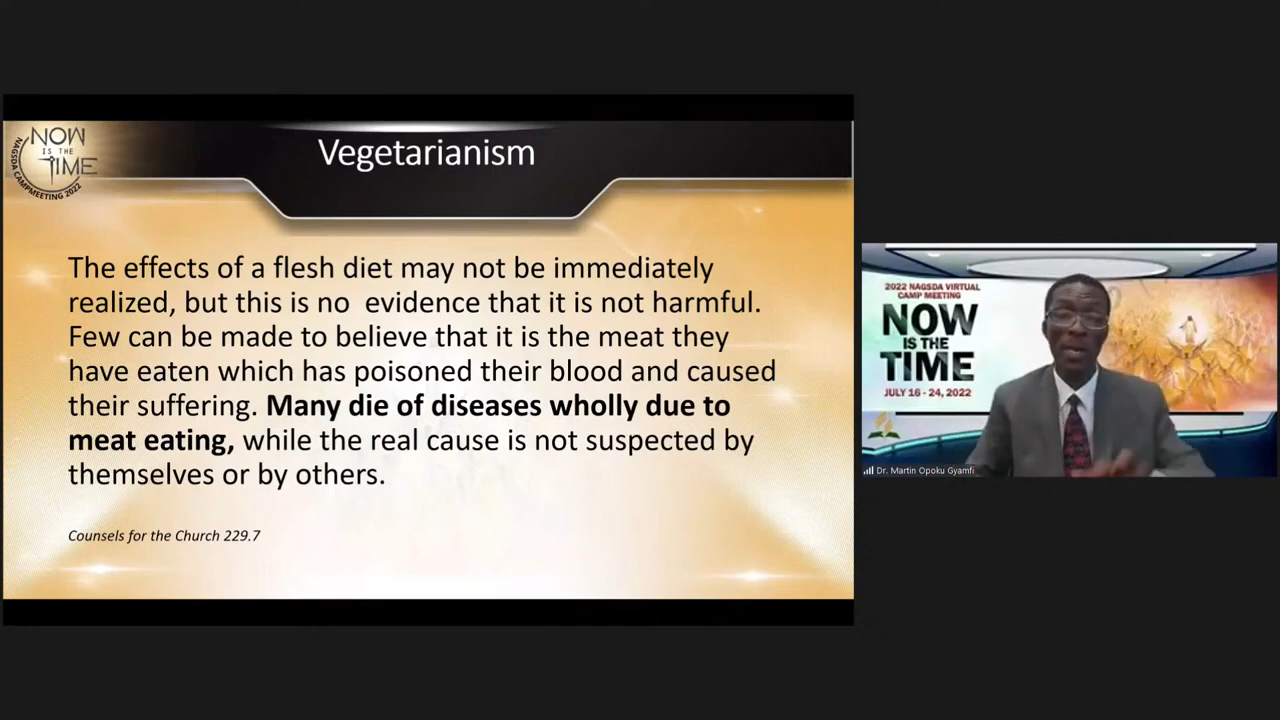 NOW
IS THE
TIME
NAGSDA CAMPMEETING 2022
Vegetarianism
The effects of a flesh diet may not be immediately
realized, but this is no evidence that it is not harmful.
Few can be made to believe that it is the meat they
have eaten which has poisoned their blood and caused
their suffering. Many die of diseases wholly due to
meat eating, while the real cause is not suspected by
themselves or by others.
Counsels for the Church 229.7
2022 NAGSDA VIRTUAL
CAMP MEETING
NOW
IS THE
TIME
JULY 16 - 24, 2022
Dr. Martin Opoku Gyamfi